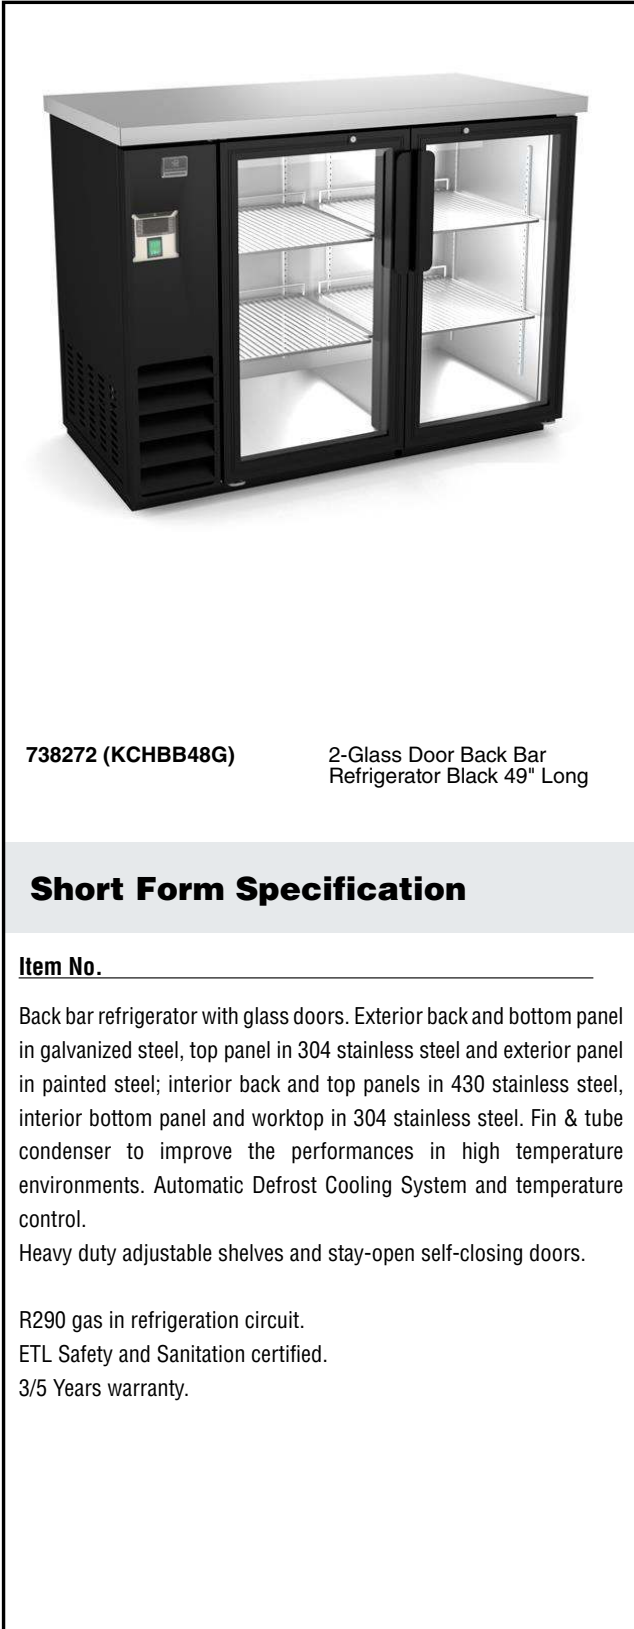 738272 (KCHBB48G)
2-Glass Door Back Bar
Refrigerator Black 49" Long
Short Form Specification
Item No.
Back bar refrigerator with glass doors. Exterior back and bottom panel
in galvanized steel, top panel in 304 stainless steel and exterior panel
in painted steel; interior back and top panels in 430 stainless steel,
interior bottom panel and worktop in 304 stainless steel. Fin & tube
condenser to improve the performances in high temperature
environments. Automatic Defrost Cooling System and temperature
control.
Heavy duty adjustable shelves and stay-open self-closing doors.
R290 gas in refrigeration circuit.
ETL Safety and Sanitation certified.
3/5 Years warranty.